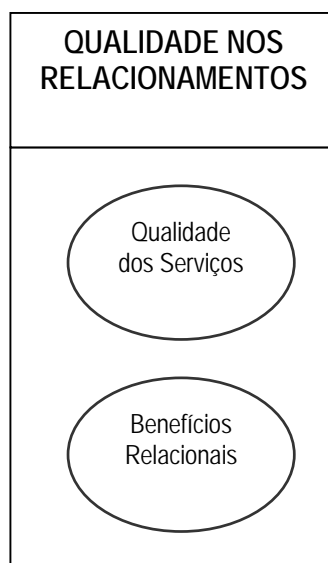 QUALIDADE NOS
RELACIONAMENTOS
Qualidade
dos Serviços
Benefícios
Relacionais